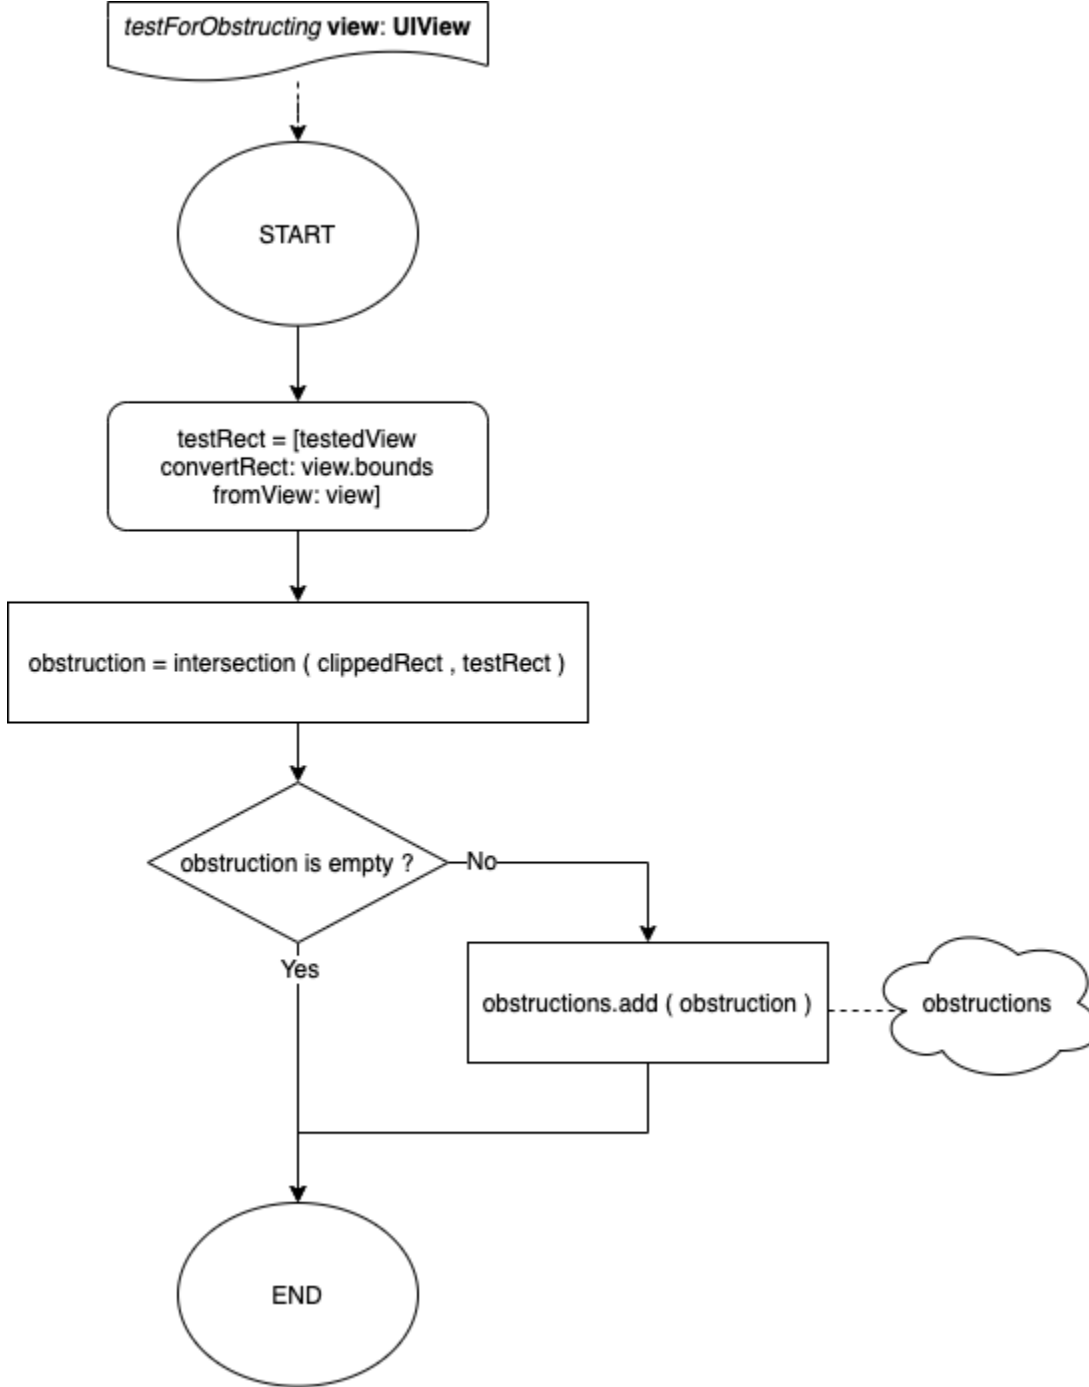 testForObstructing view: UIView
START
testRect = [testedView
convertRect: view.bounds
fromView: view]
obstruction = intersection ( clippedRect , testRect )
obstruction is empty ?
No
Yes
obstructions.add ( obstruction )
obstructions
END